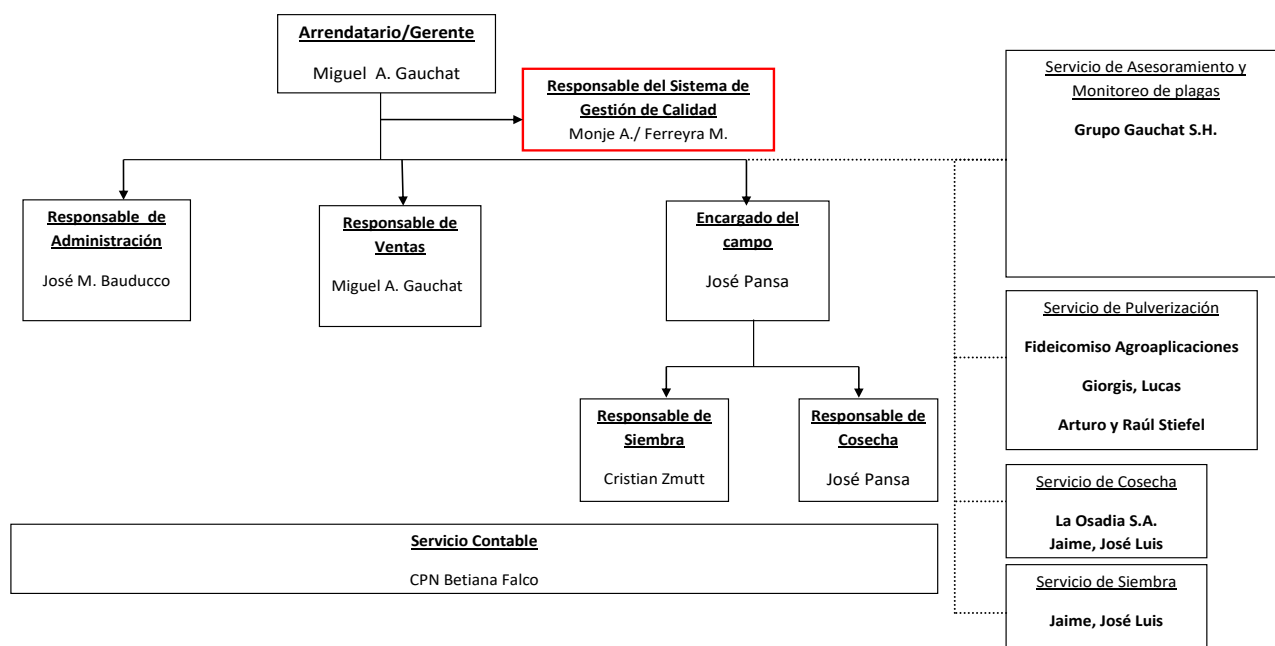 Arrendatario/Gerente
Miguel A. Gauchat
Responsable del Sistema de
Gestión de Calidad
Monje A./ Ferreyra M.
Responsable de
Administración
José M. Bauducco
Responsable de
Ventas
Miguel A. Gauchat
Encargado del
campo
José Pansa
Responsable de
Siembra
Cristian Zmutt
Responsable de
Cosecha
José Pansa
Servicio Contable
CPN Betiana Falco
Servicio de Asesoramiento y
Monitoreo de plagas
Grupo Gauchat S.H.
Servicio de Pulverización
Fideicomiso Agroaplicaciones
Giorgis, Lucas
Arturo y Raúl Stiefel
Servicio de Cosecha
La Osadia S.A.
Jaime, José Luis
Servicio de Siembra
Jaime, José Luis